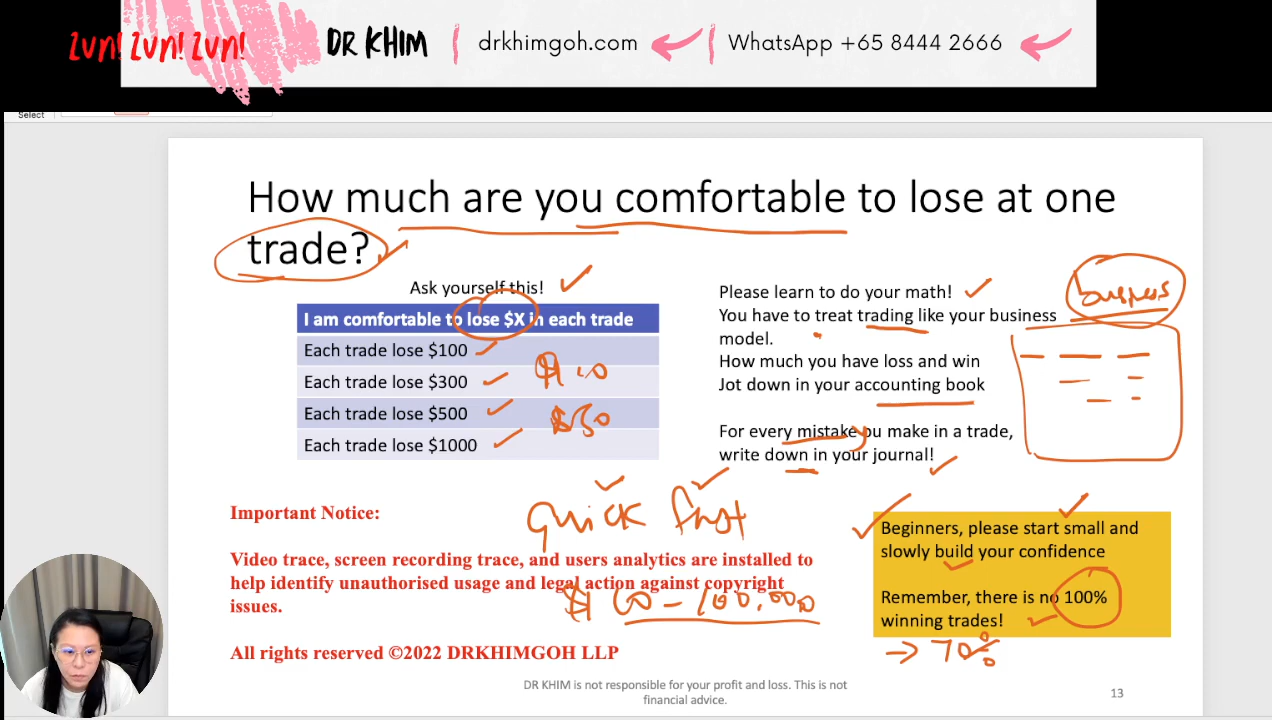 zun! zun! zun! DR KHIM drkhimgoh.com WhatsApp +65 8444 2666
Select
How much are you comfortable to lose at one
trade?
Ask yourself this!
I am comfortable to lose $X in each trade
Each trade lose $100
Each trade lose $300
Each trade lose $500
Each trade lose $1000
$50
Please learn to do your math!
You have to treat trading like your business
model.
How much you have loss and win
Jot down in your accounting book
For every mistake you make in a trade,
write down in your journal!
business
quick fast
Important Notice:
Video trace, screen recording trace, and users analytics are installed to
help identify unauthorised usage and legal action against copyright
issues.
All rights reserved ©2022 DRKHIMGOH LLP
Beginners, please start small and
slowly build your confidence
Remember, there is no 100%
winning trades!
70%
DR KHIM is not responsible for your profit and loss. This is not
financial advice.
13